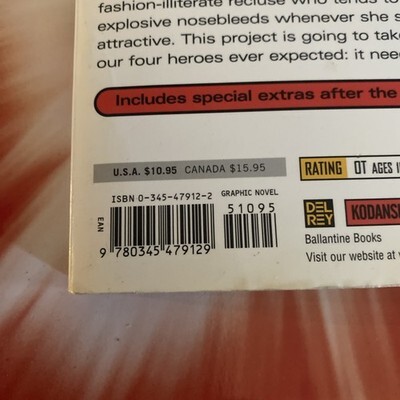 fashion-illiterate recluse who tends to
explosive nosebleeds whenever she s
attractive. This project is going to tak
our four heroes ever expected: it nee
Includes special extras after the
U.S.A. $10.95 CANADA $15.95
RATING OT AGES
ISBN 0-345-47912-2 GRAPHIC NOVEL
51095
EAN
9 780345 479129
DEL REY
KODANS
Ballantine Books
Visit our website at